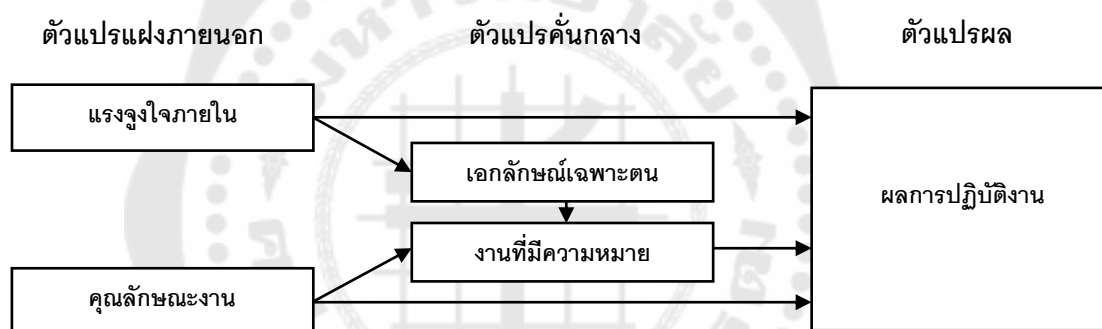 ตัวแปรแฝงภายนอก ตัวแปรคั่นกลาง ตัวแปรผล
แรงจูงใจภายใน
เอกลักษณ์เฉพาะตน
ผลการปฏิบัติงาน
งานที่มีความหมาย
คุณลักษณะงาน